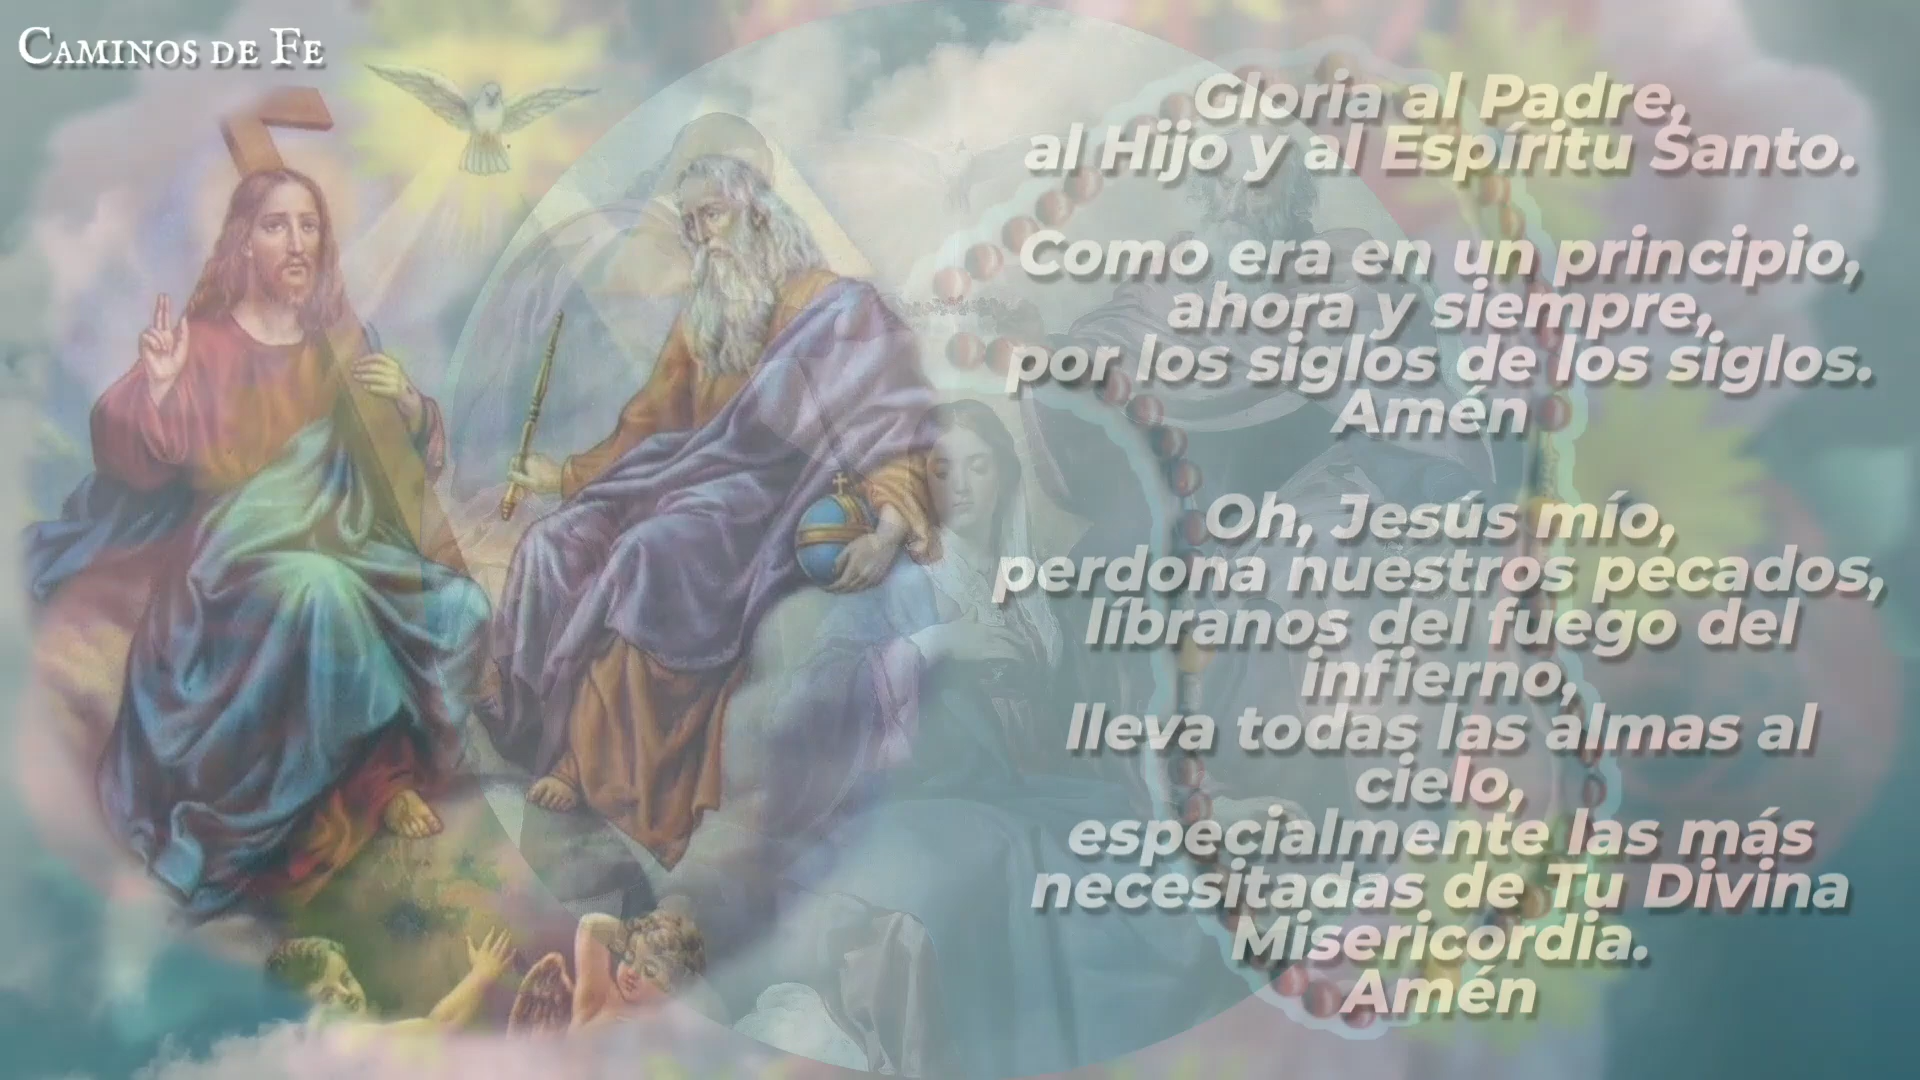 Caminos de Fe
Gloria al Padre,
al Hijo y al Espíritu Santo.
Como era en un principio,
ahora y siempre,
por los siglos de los siglos.
Amén
Oh, Jesús mío,
perdona nuestros pecados,
líbranos del fuego del
infierno,
lleva todas las almas al
cielo,
especialmente las más
necesitadas de Tu Divina
Misericordia.
Amén